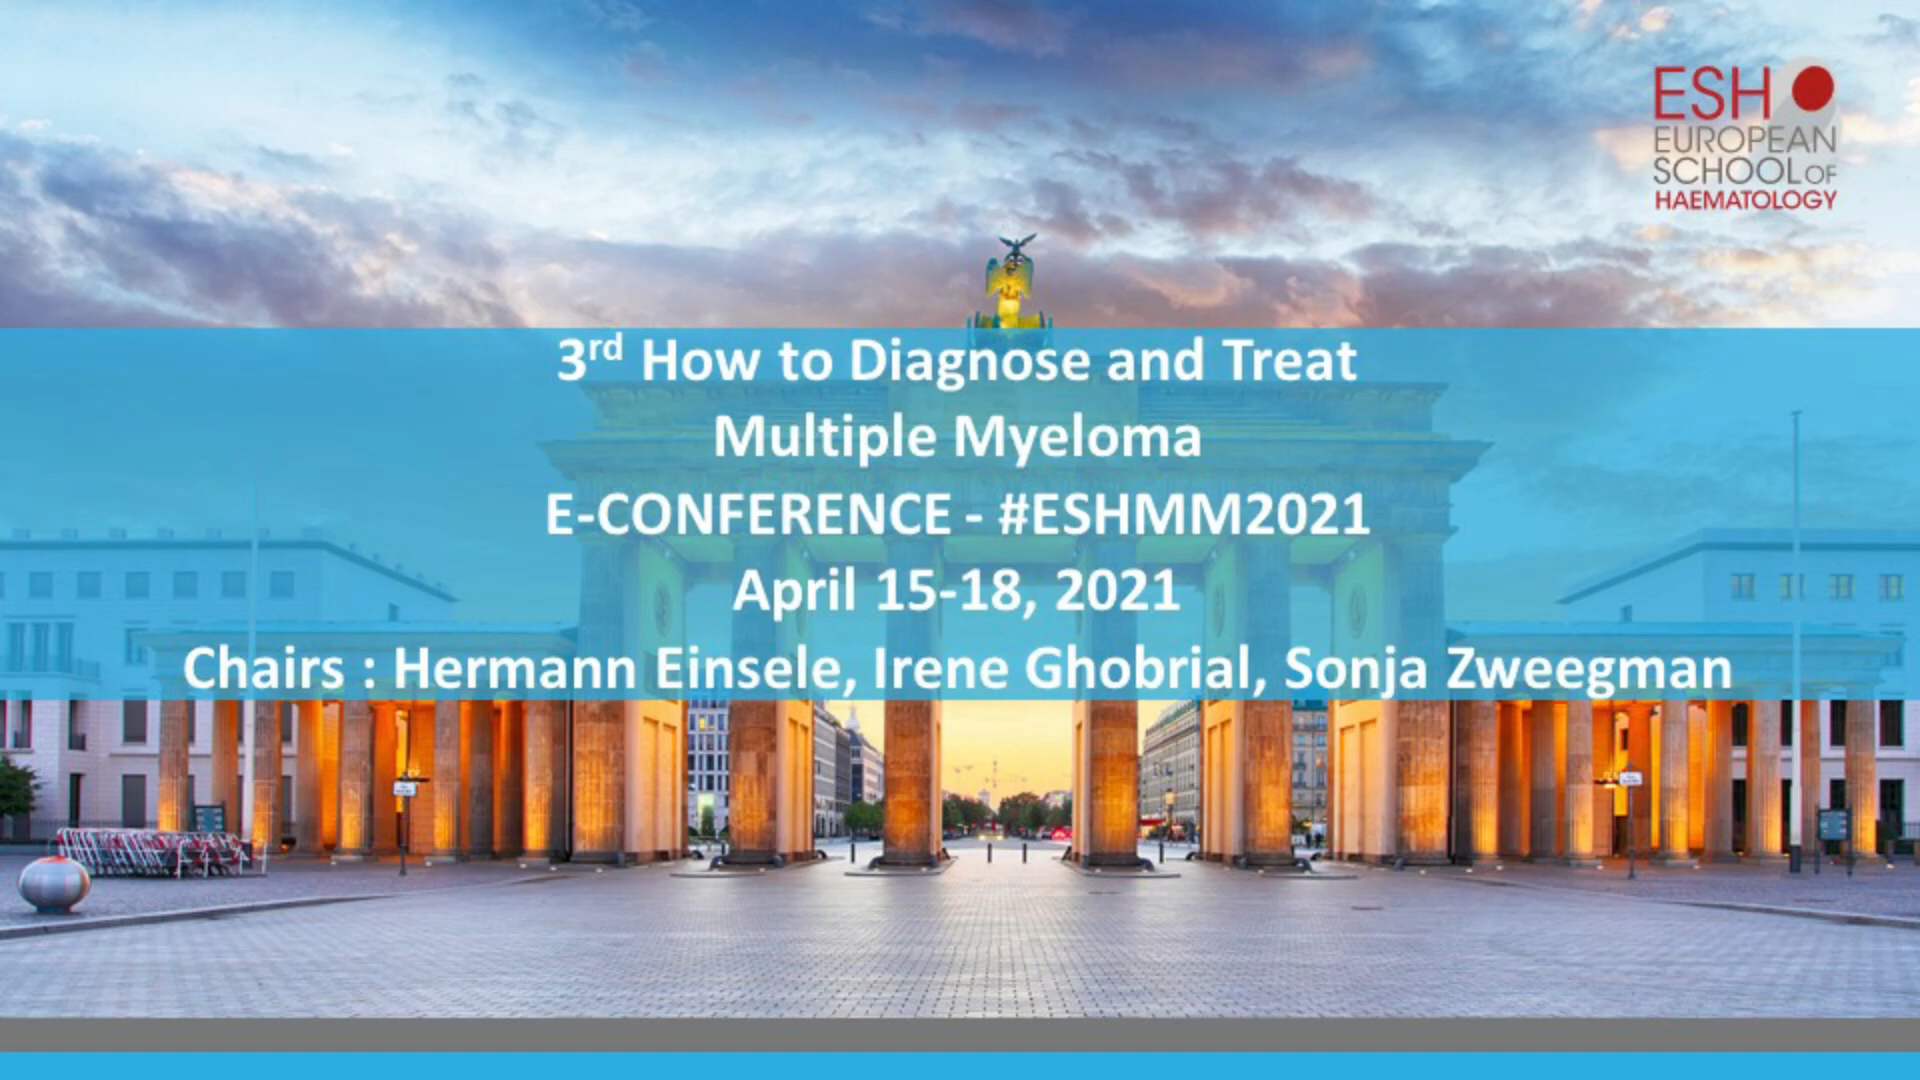 ESH
EUROPEAN
SCHOOL OF
HAEMATOLOGY
3rd How to Diagnose and Treat
Multiple Myeloma
E-CONFERENCE - #ESHMM2021
April 15-18, 2021
Chairs : Hermann Einsele, Irene Ghobrial, Sonja Zweegman